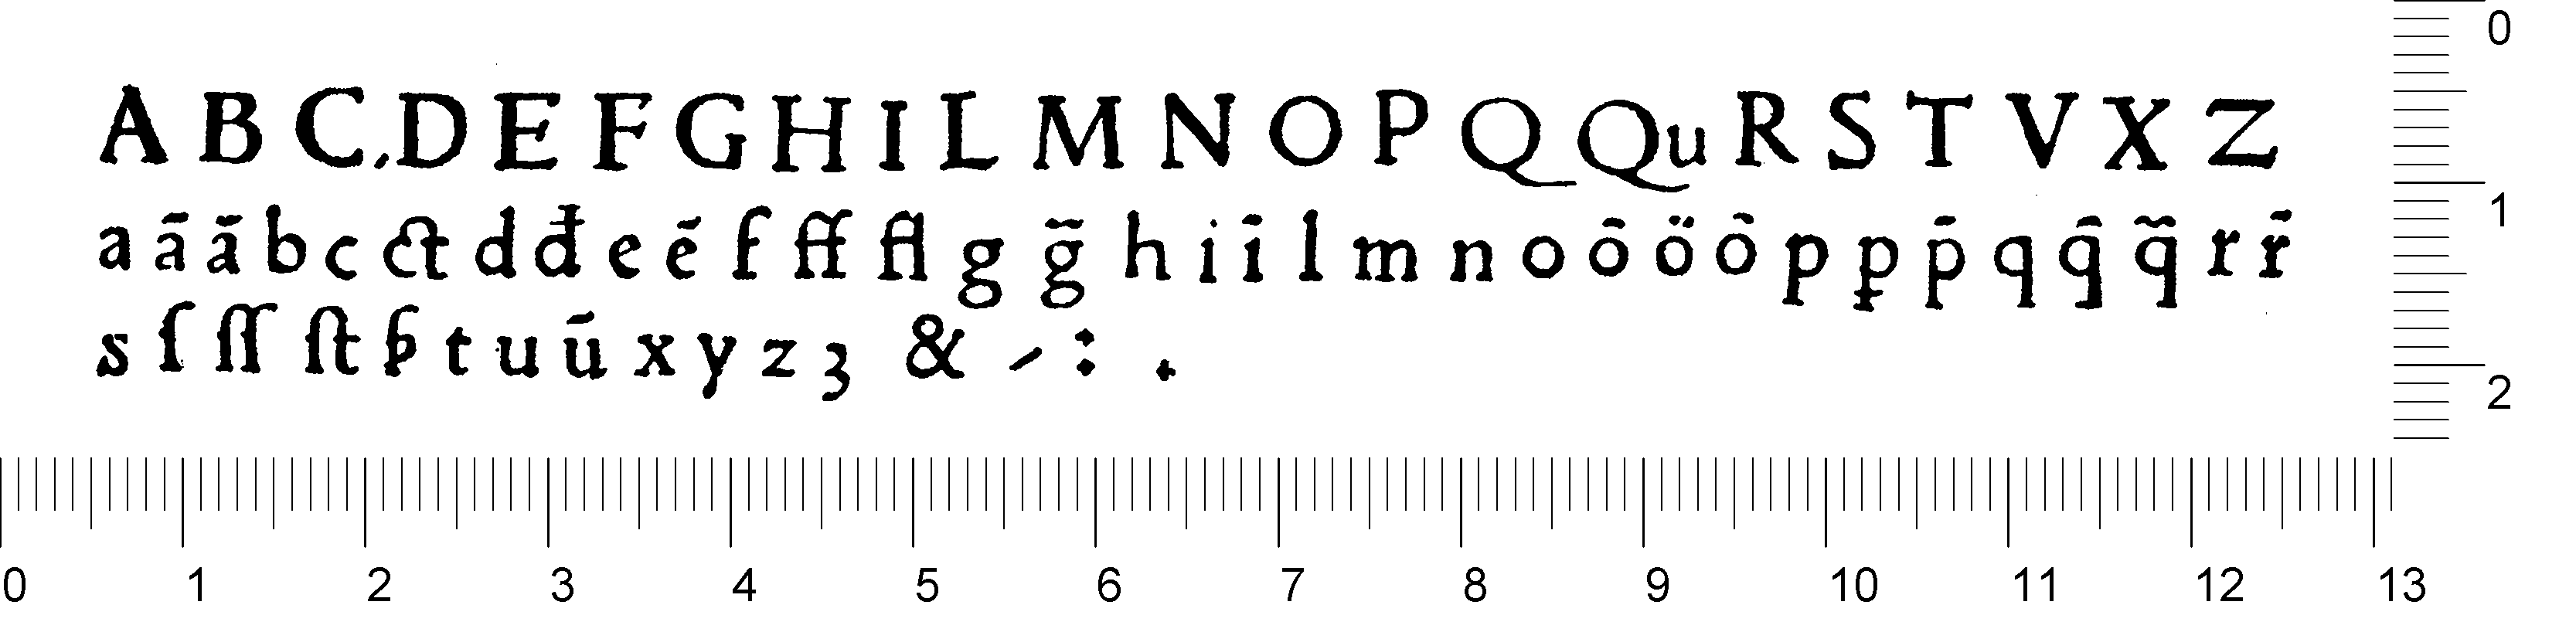 A B C ,D E F G H I L M N O P Q Qu R S T V X Z
a ã ā b c ct d đ e ē f ff fl g g̃ h i ī l m n o ō ö õ p ꝑ p̄ q q̄ q̃ r r̄
s ſ ſſ ſt ꝭ t u ū x y z ꝫ & - : .
0
1
2
0 1 2 3 4 5 6 7 8 9 10 11 12 13